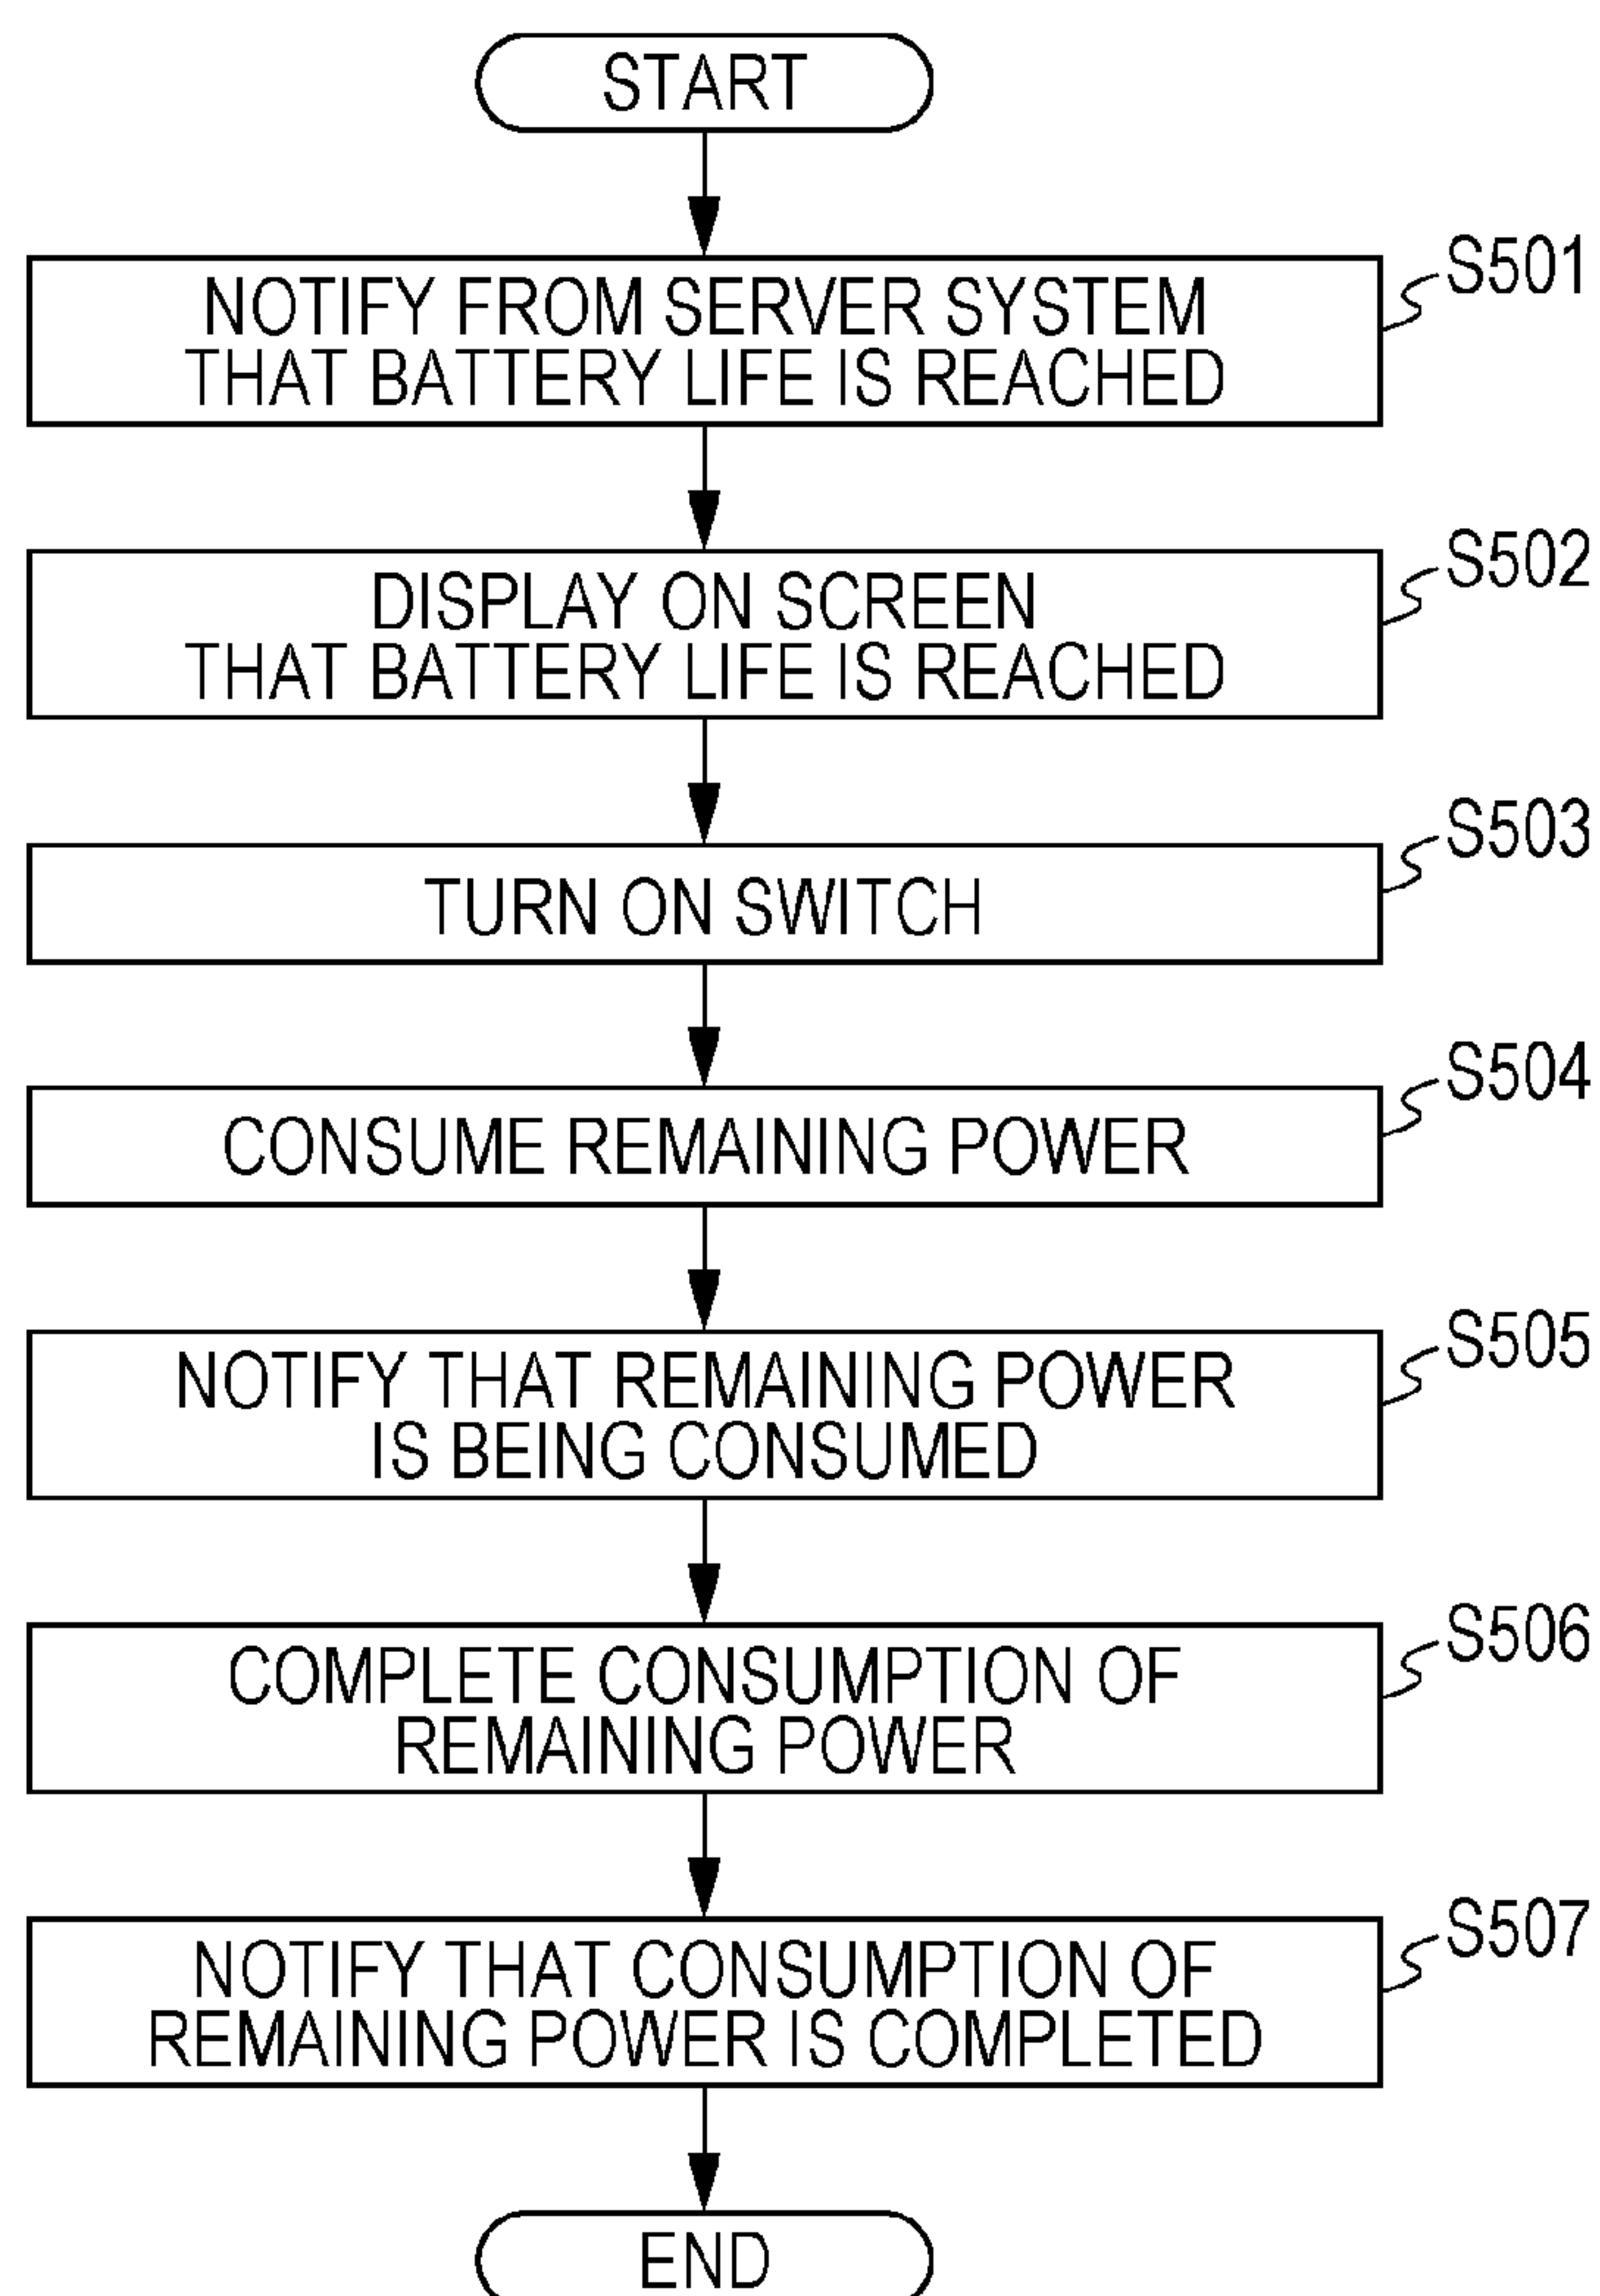 START
S501
NOTIFY FROM SERVER SYSTEM
THAT BATTERY LIFE IS REACHED
S502
DISPLAY ON SCREEN
THAT BATTERY LIFE IS REACHED
S503
TURN ON SWITCH
S504
CONSUME REMAINING POWER
S505
NOTIFY THAT REMAINING POWER
IS BEING CONSUMED
S506
COMPLETE CONSUMPTION OF
REMAINING POWER
S507
NOTIFY THAT CONSUMPTION OF
REMAINING POWER IS COMPLETED
END